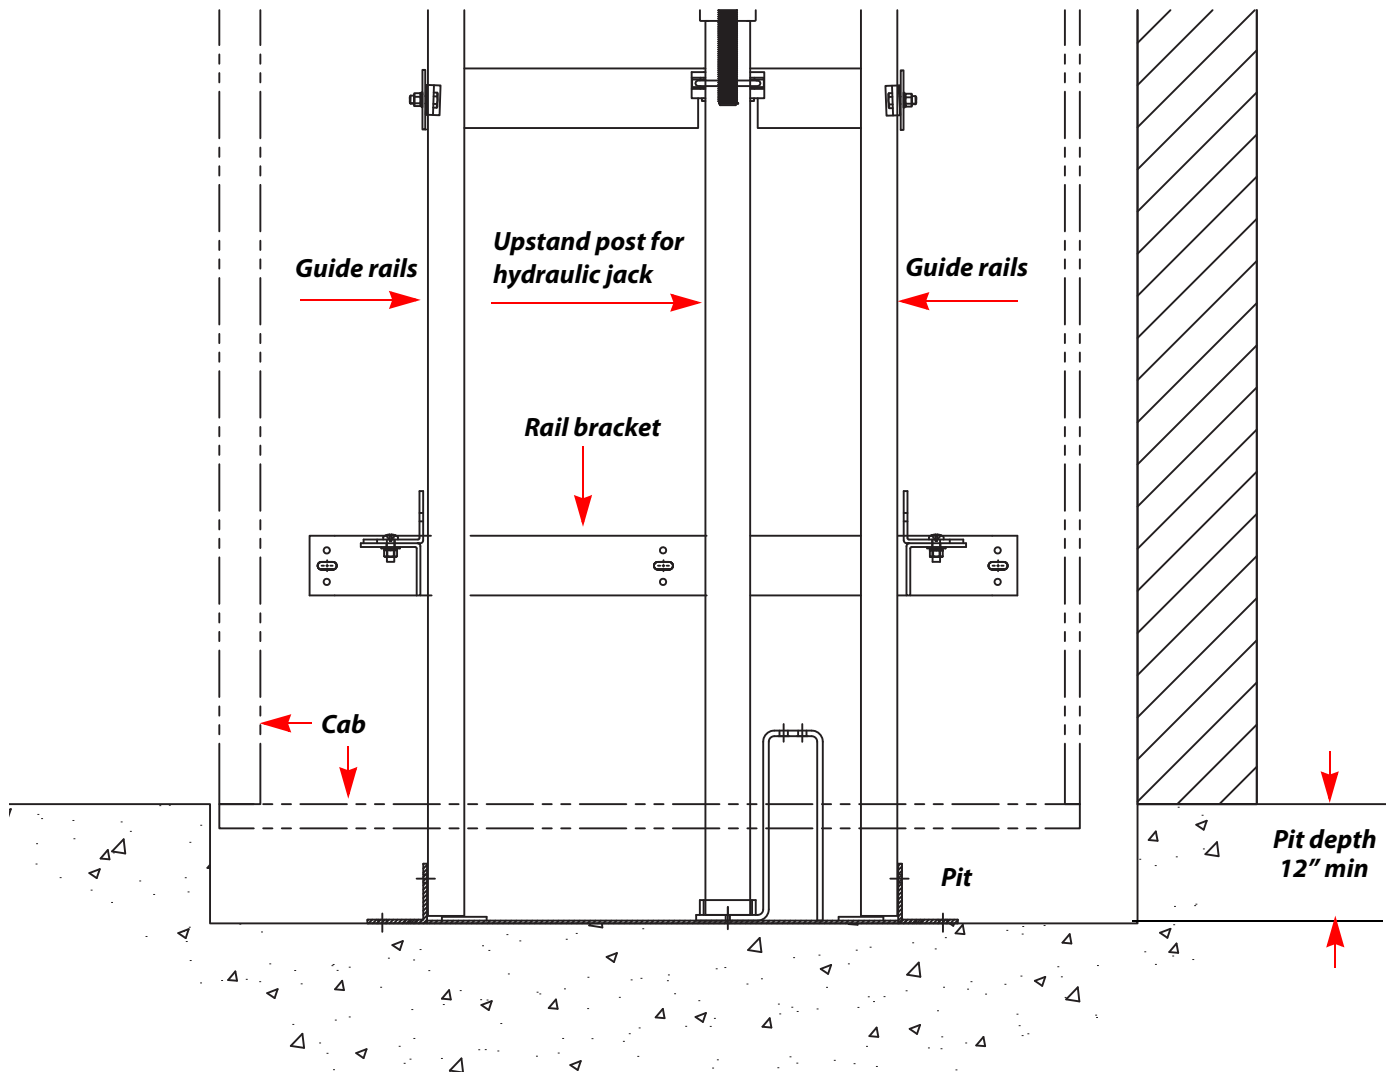 Upstand post for
hydraulic jack
Guide rails
Guide rails
Rail bracket
Cab
Pit depth
12” min
Pit